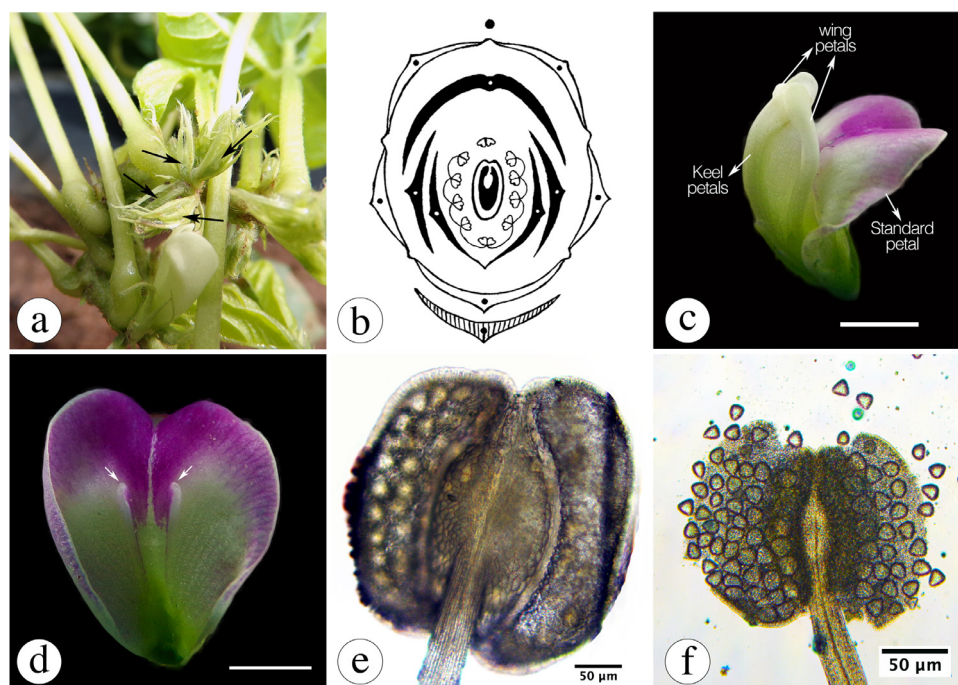 a
b
wing
petals
Keel
petals
Standard
petal
c
d
e
50 µm
f
50 µm